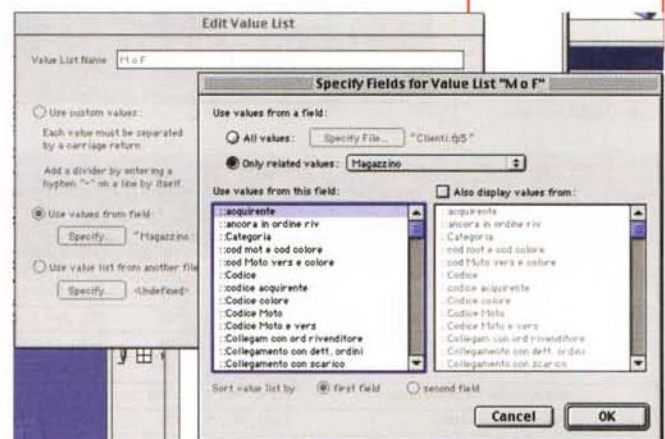 Edit Value List
Value List Name: M o F
Use custom values:
Each value must be separated
by a carriage return.
Add a divider by entering a
hyphen "-" on a line by itself.
Use values from field:
Specify... "Magazzino:
Use value list from another file
Specify... <Undefined>
Specify Fields for Value List "M o F"
Use values from a field:
All values: Specify File... "Clienti.fp5"
Only related values: Magazzino
Use values from this field:
::acquirente
::ancora in ordine riv
::Categoria
::cod mot e cod colore
::cod Moto vers e colore
::Codice
::codice acquirente
::Codice colore
::Codice Moto
::Codice Moto e vers
::Collegam con ord rivenditore
::Collegamento con dett. ordini
::Collegamento con scarico
Also display values from:
::acquirente
::ancora in ordine riv
::Categoria
::cod mot e cod colore
::cod Moto vers e colore
::Codice
::codice acquirente
::Codice colore
::Codice Moto
::Codice Moto e vers
::Collegam con ord rivenditore
::Collegamento con dett. ordini
::Collegamento con scarico
Sort value list by: first field second field
Cancel OK